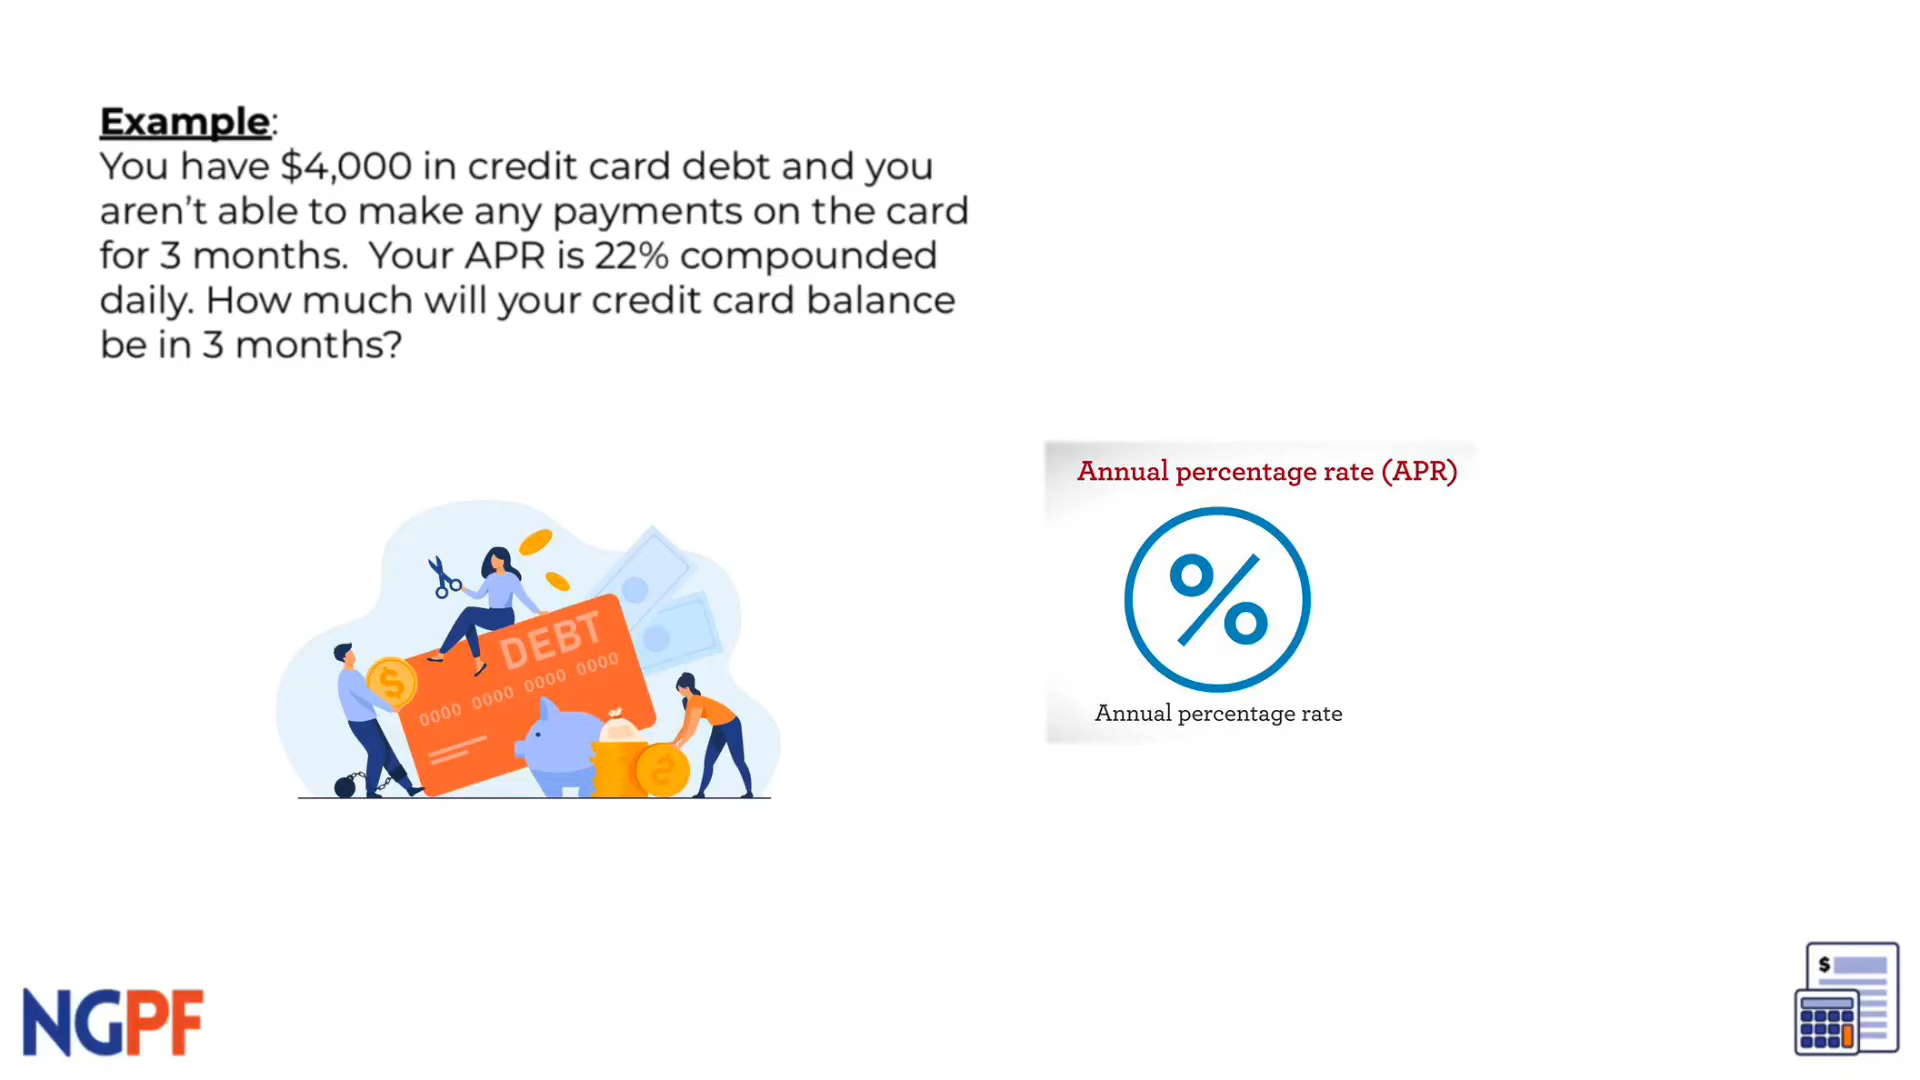 Example:
You have $4,000 in credit card debt and you
aren’t able to make any payments on the card
for 3 months.  Your APR is 22% compounded
daily. How much will your credit card balance
be in 3 months?
Annual percentage rate (APR)
%
Annual percentage rate
DEBT
0000 0000 0000 0000
$
NGPF
$